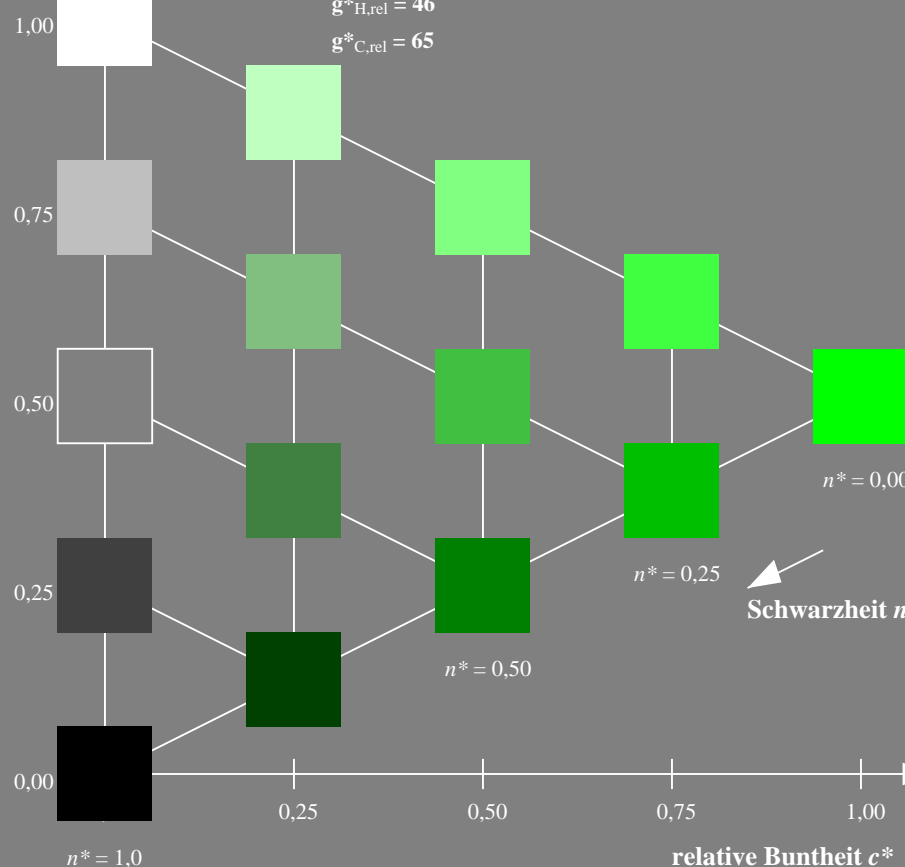 g*H,rel = 46
1,00
g*C,rel = 65
0,75
0,50
n* = 0,00
n* = 0,25
0,25
Schwarzheit n
n* = 0,50
0,00
0,25 0,50 0,75 1,00
n* = 1,0
relative Buntheit c*